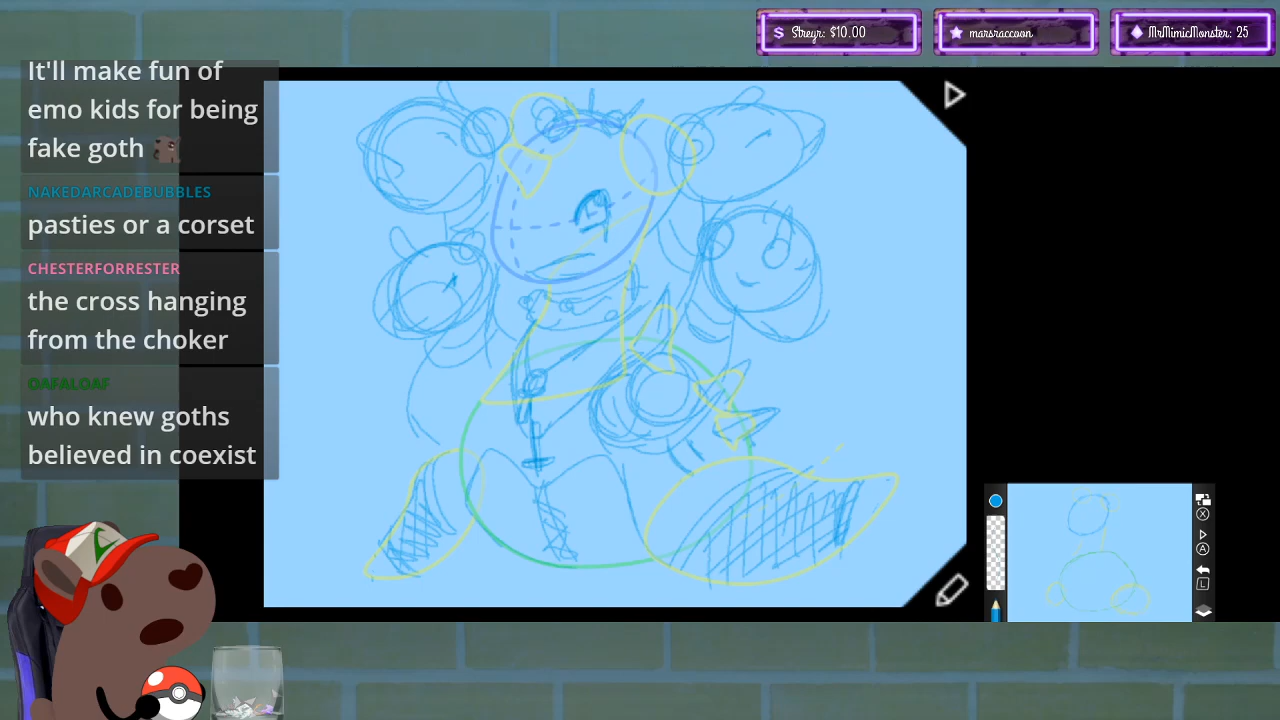 Streyr: $10.00
marsraccoon
MrMimicMonster: 25
It'll make fun of
emo kids for being
fake goth
NAKEDARCADEBUBBLES
pasties or a corset
CHESTERFORRESTER
the cross hanging
from the choker
OAFALOAF
who knew goths
believed in coexist
X
A
L